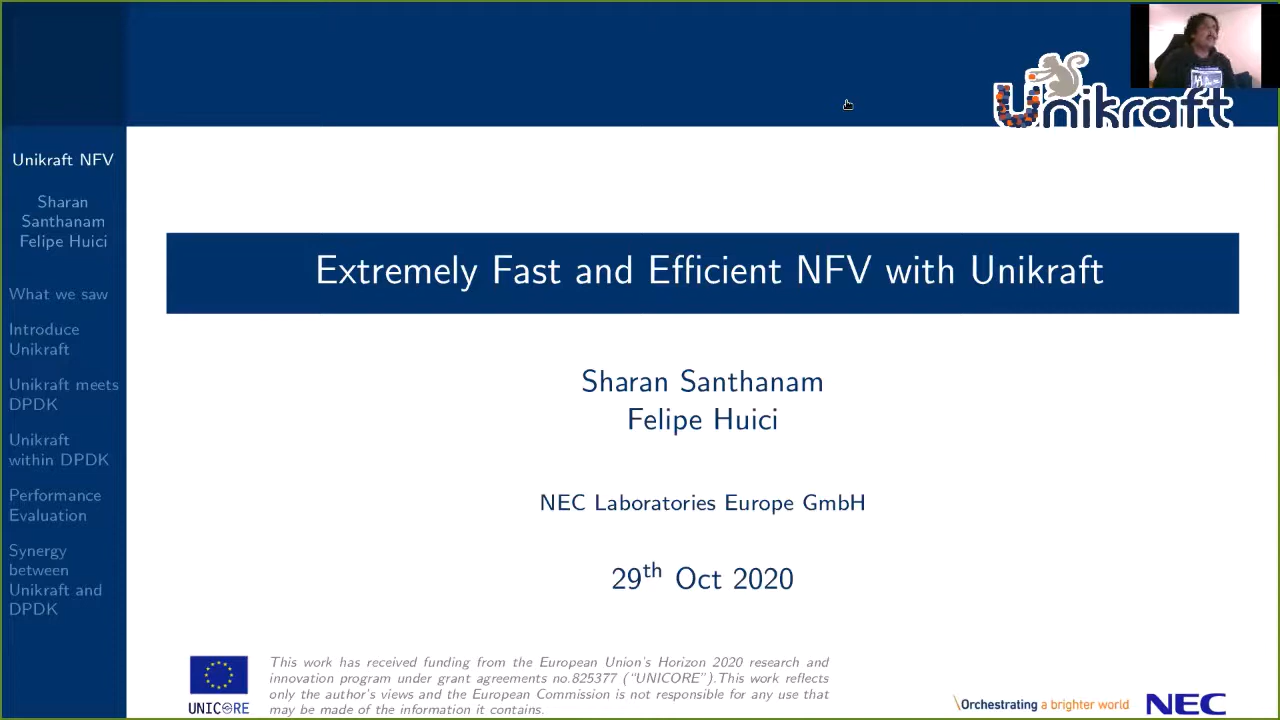 Unikraft
Unikraft NFV
Sharan
Santhanam
Felipe Huici
What we saw
Introduce
Unikraft
Unikraft meets
DPDK
Unikraft
within DPDK
Performance
Evaluation
Synergy
between
Unikraft and
DPDK
Extremely Fast and Efficient NFV with Unikraft
Sharan Santhanam
Felipe Huici
NEC Laboratories Europe GmbH
29th Oct 2020
UNICORE
This work has received funding from the European Union's Horizon 2020 research and
innovation program under grant agreements no.825377 ("UNICORE").This work reflects
only the author's views and the European Commission is not responsible for any use that
may be made of the information it contains.
\Orchestrating a brighter world
NEC